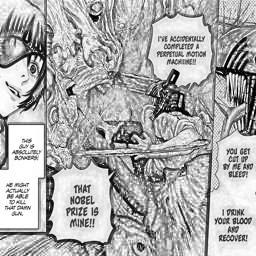 YOU GET
CUT UP
BY ME
AND
BLEED!
I DRINK
YOUR BLOOD
AND
RECOVER!
I'VE ACCIDENTALLY
COMPLETED A
PERPETUAL MOTION
MACHINE!!
THAT
NOBEL
PRIZE IS
MINE!!
THIS
GUY IS
ABSOLUTELY
BONKERS!
HE MIGHT
ACTUALLY
BE ABLE
TO KILL
THAT DAMN
GUN.